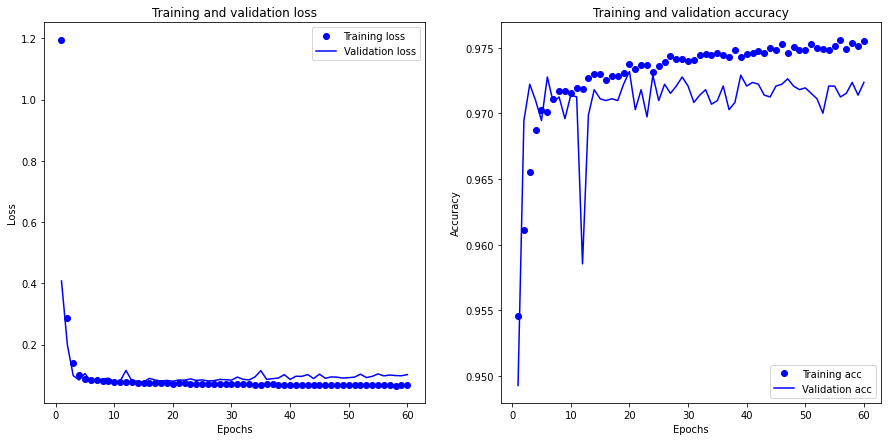 Training and validation loss
1.2
1.0
0.8
0.6
0.4
0.2
Loss
0
10
20
30
40
50
60
Epochs
Training loss
Validation loss
Training and validation accuracy
0.975
0.970
0.965
0.960
0.955
0.950
Accuracy
0
10
20
30
40
50
60
Epochs
Training acc
Validation acc